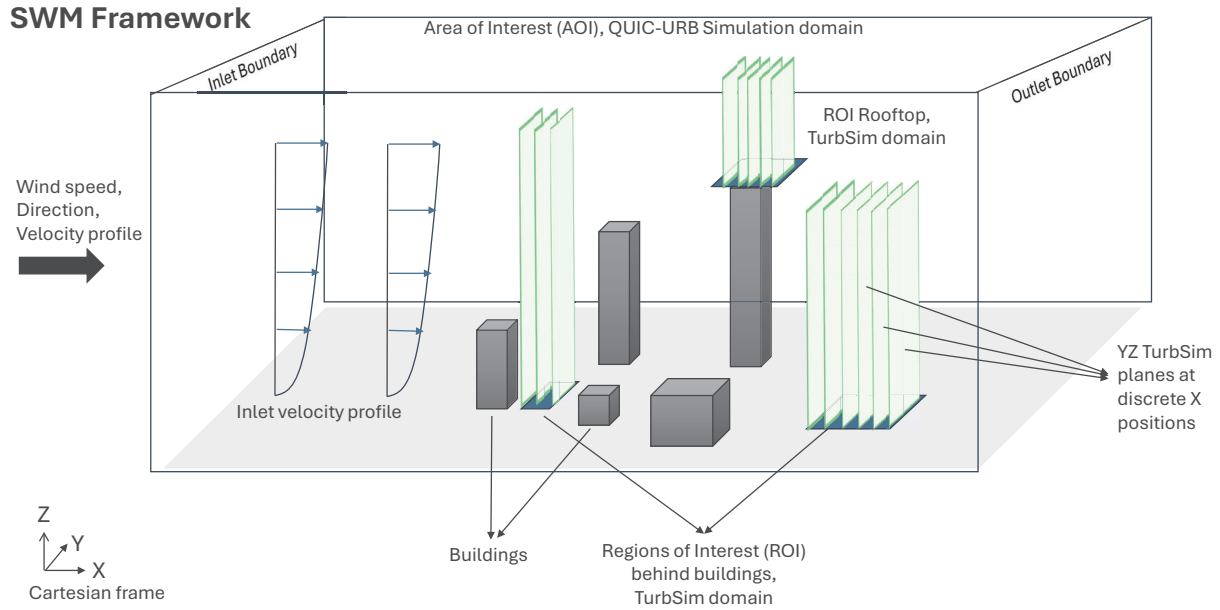 SWM Framework
Area of Interest (AOI), QUIC-URB Simulation domain
Inlet Boundary
Outlet Boundary
ROI Rooftop,
TurbSim domain
Wind speed,
Direction,
Velocity profile
Inlet velocity profile
YZ TurbSim
planes at
discrete X
positions
Buildings
Regions of Interest (ROI)
behind buildings,
TurbSim domain
Z
Y
X
Cartesian frame